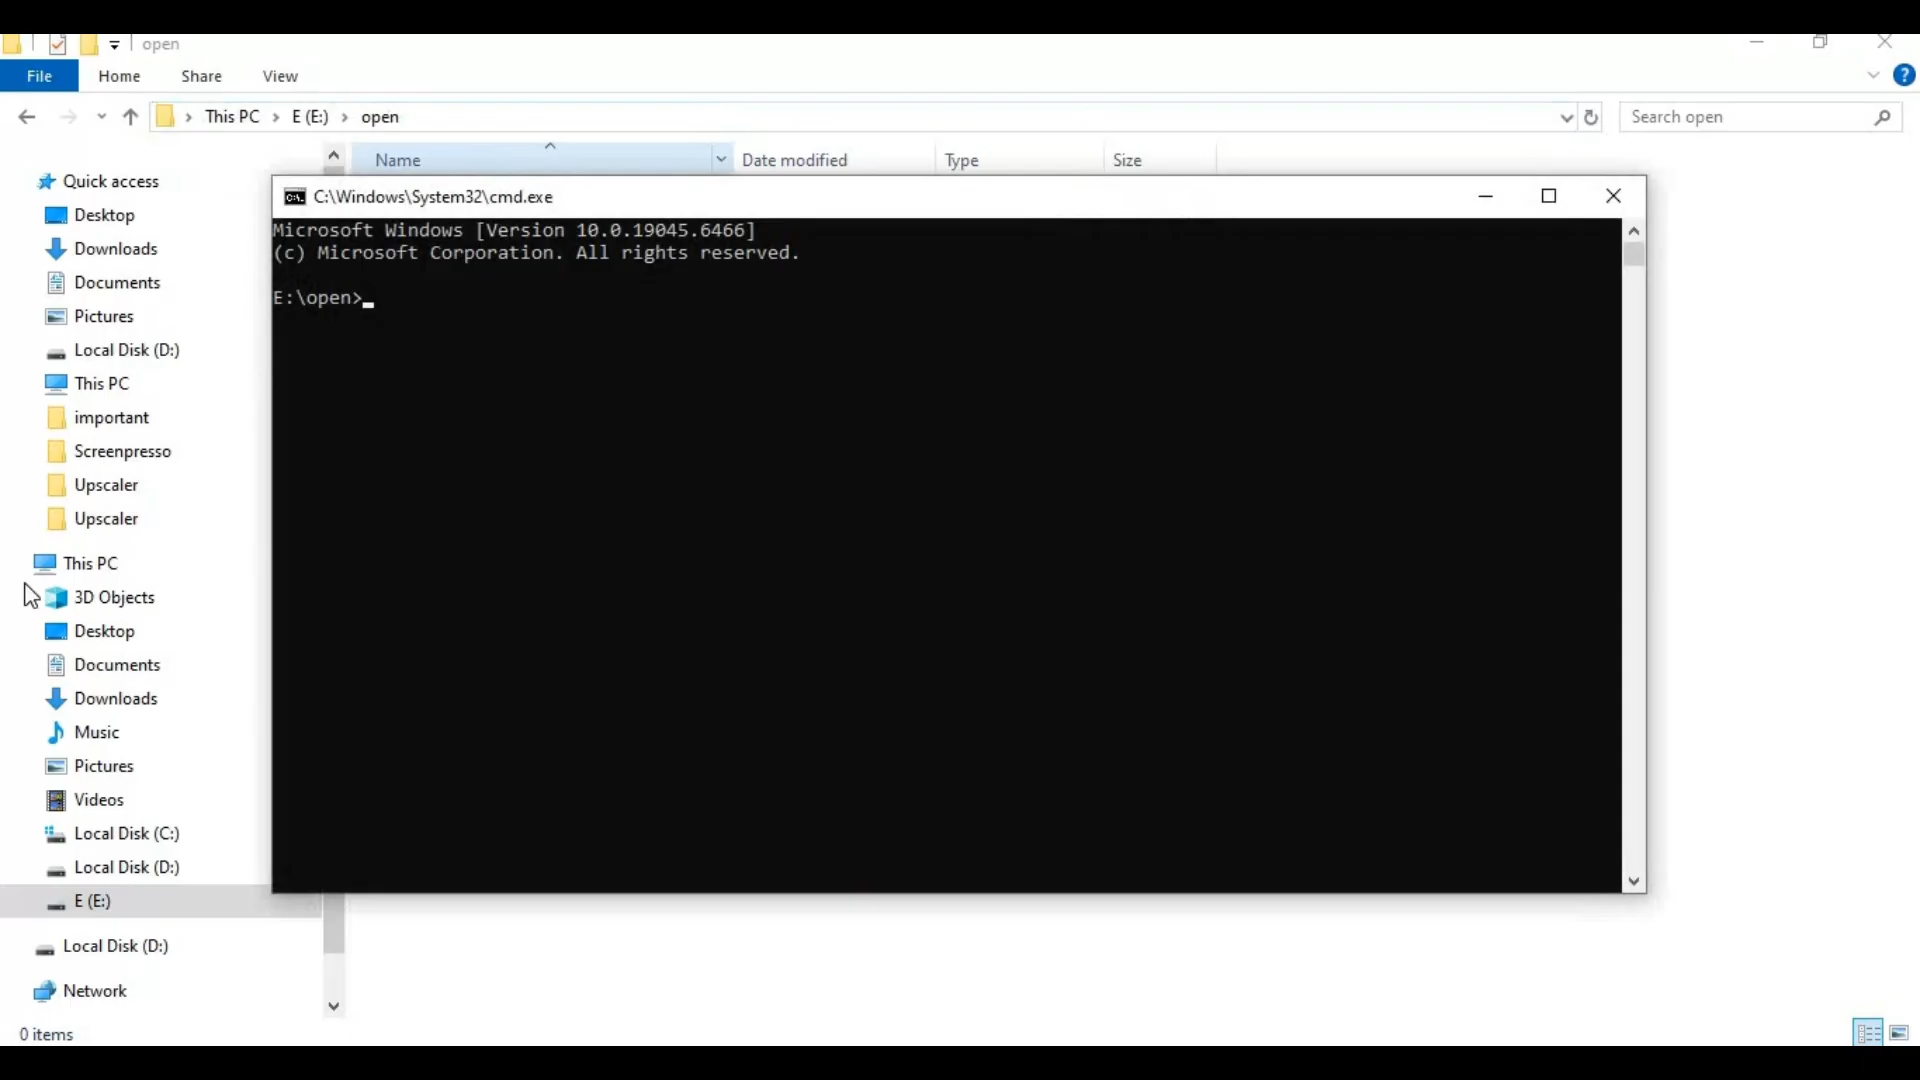 open
File Home Share View
This PC > E (E:) > open
Search open
Name Date modified Type Size
Quick access
Desktop
Downloads
Documents
Pictures
Local Disk (D:)
This PC
important
Screenpresso
Upscaler
Upscaler
This PC
3D Objects
Desktop
Documents
Downloads
Music
Pictures
Videos
Local Disk (C:)
Local Disk (D:)
E (E:)
Local Disk (D:)
Network
0 items
C:\Windows\System32\cmd.exe
Microsoft Windows [Version 10.0.19045.6466]
(c) Microsoft Corporation. All rights reserved.
E:\open>_